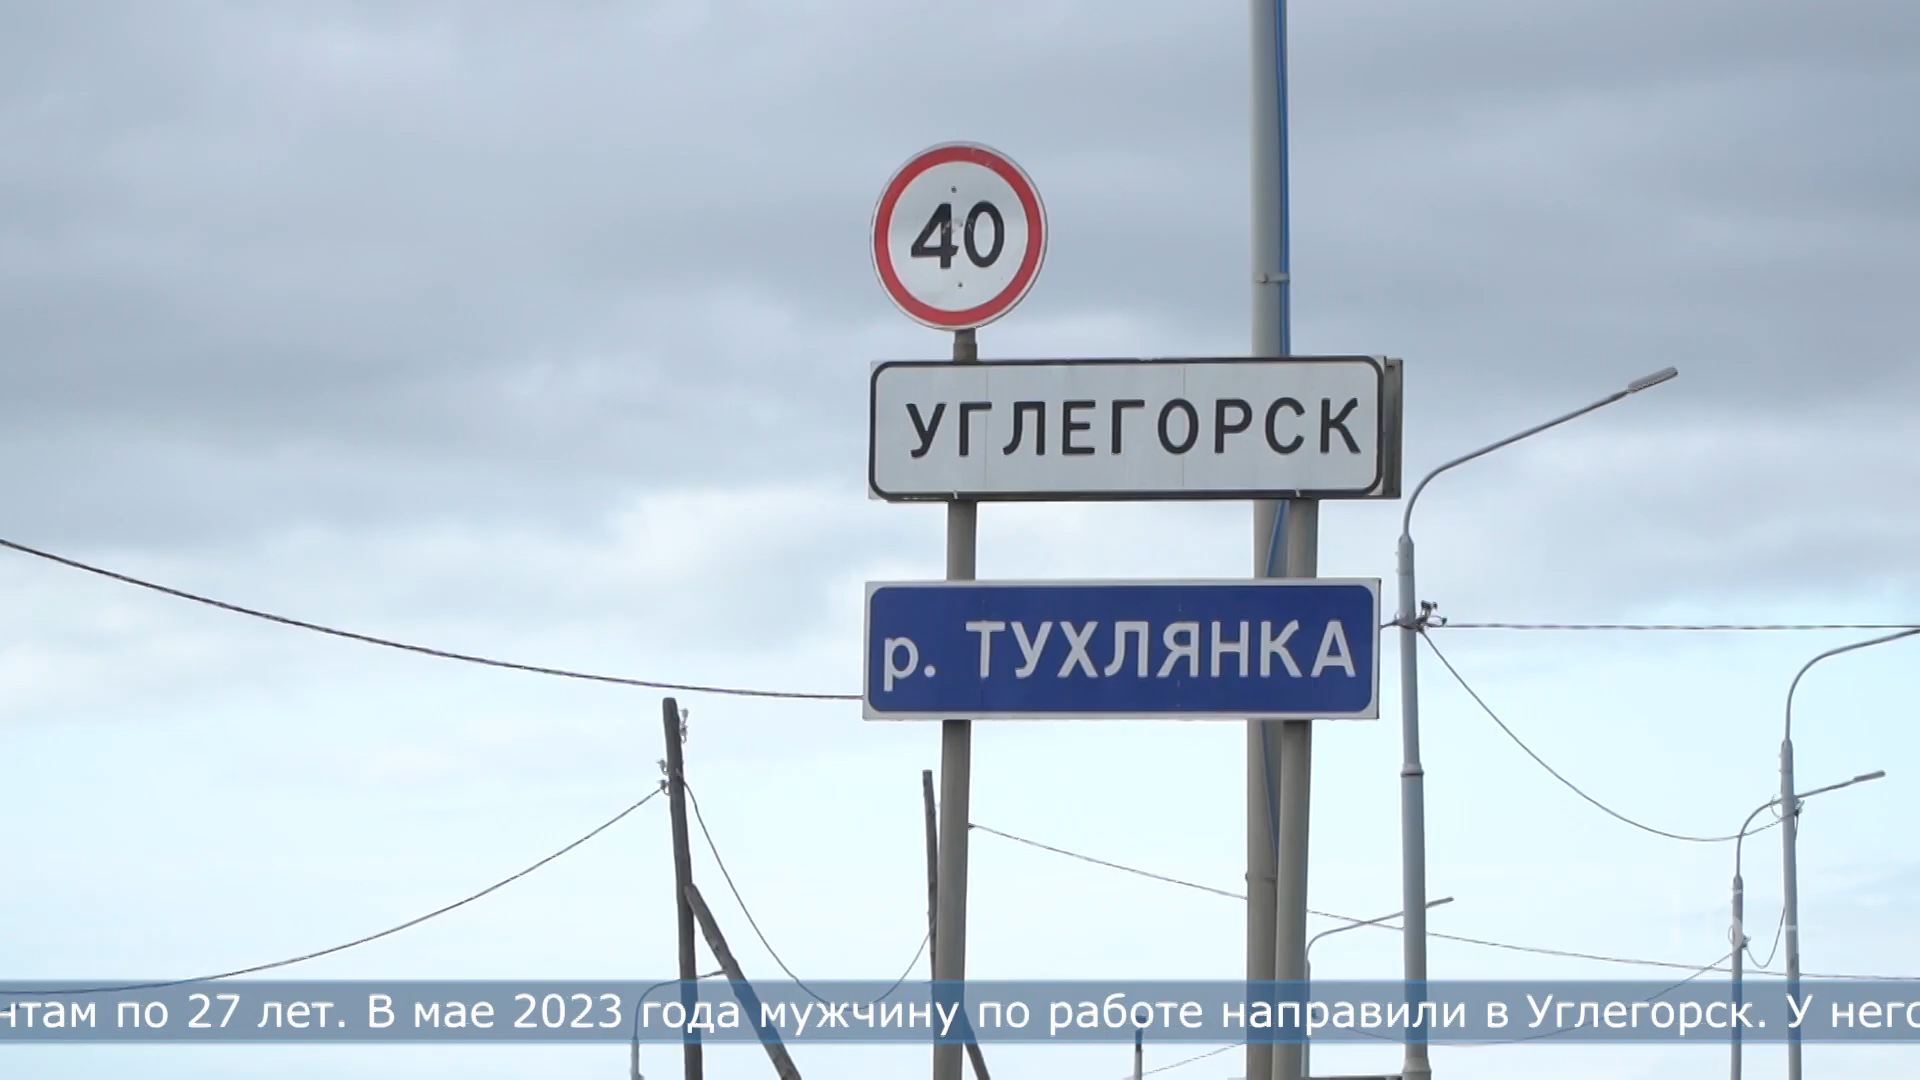 40
УГЛЕГОРСК
р. ТУХЛЯНКА
нтам по 27 лет. В мае 2023 года мужчину по работе направили в Углегорск. У него